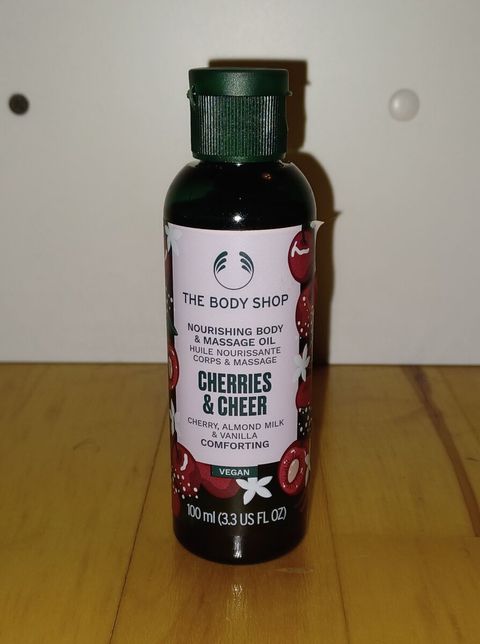 THE BODY SHOP
NOURISHING BODY
& MASSAGE OIL
HUILE NOURISSANTE
CORPS & MASSAGE
CHERRIES
& CHEER
CHERRY, ALMOND MILK
& VANILLA
COMFORTING
VEGAN
100 ml (3.3 US FL OZ)